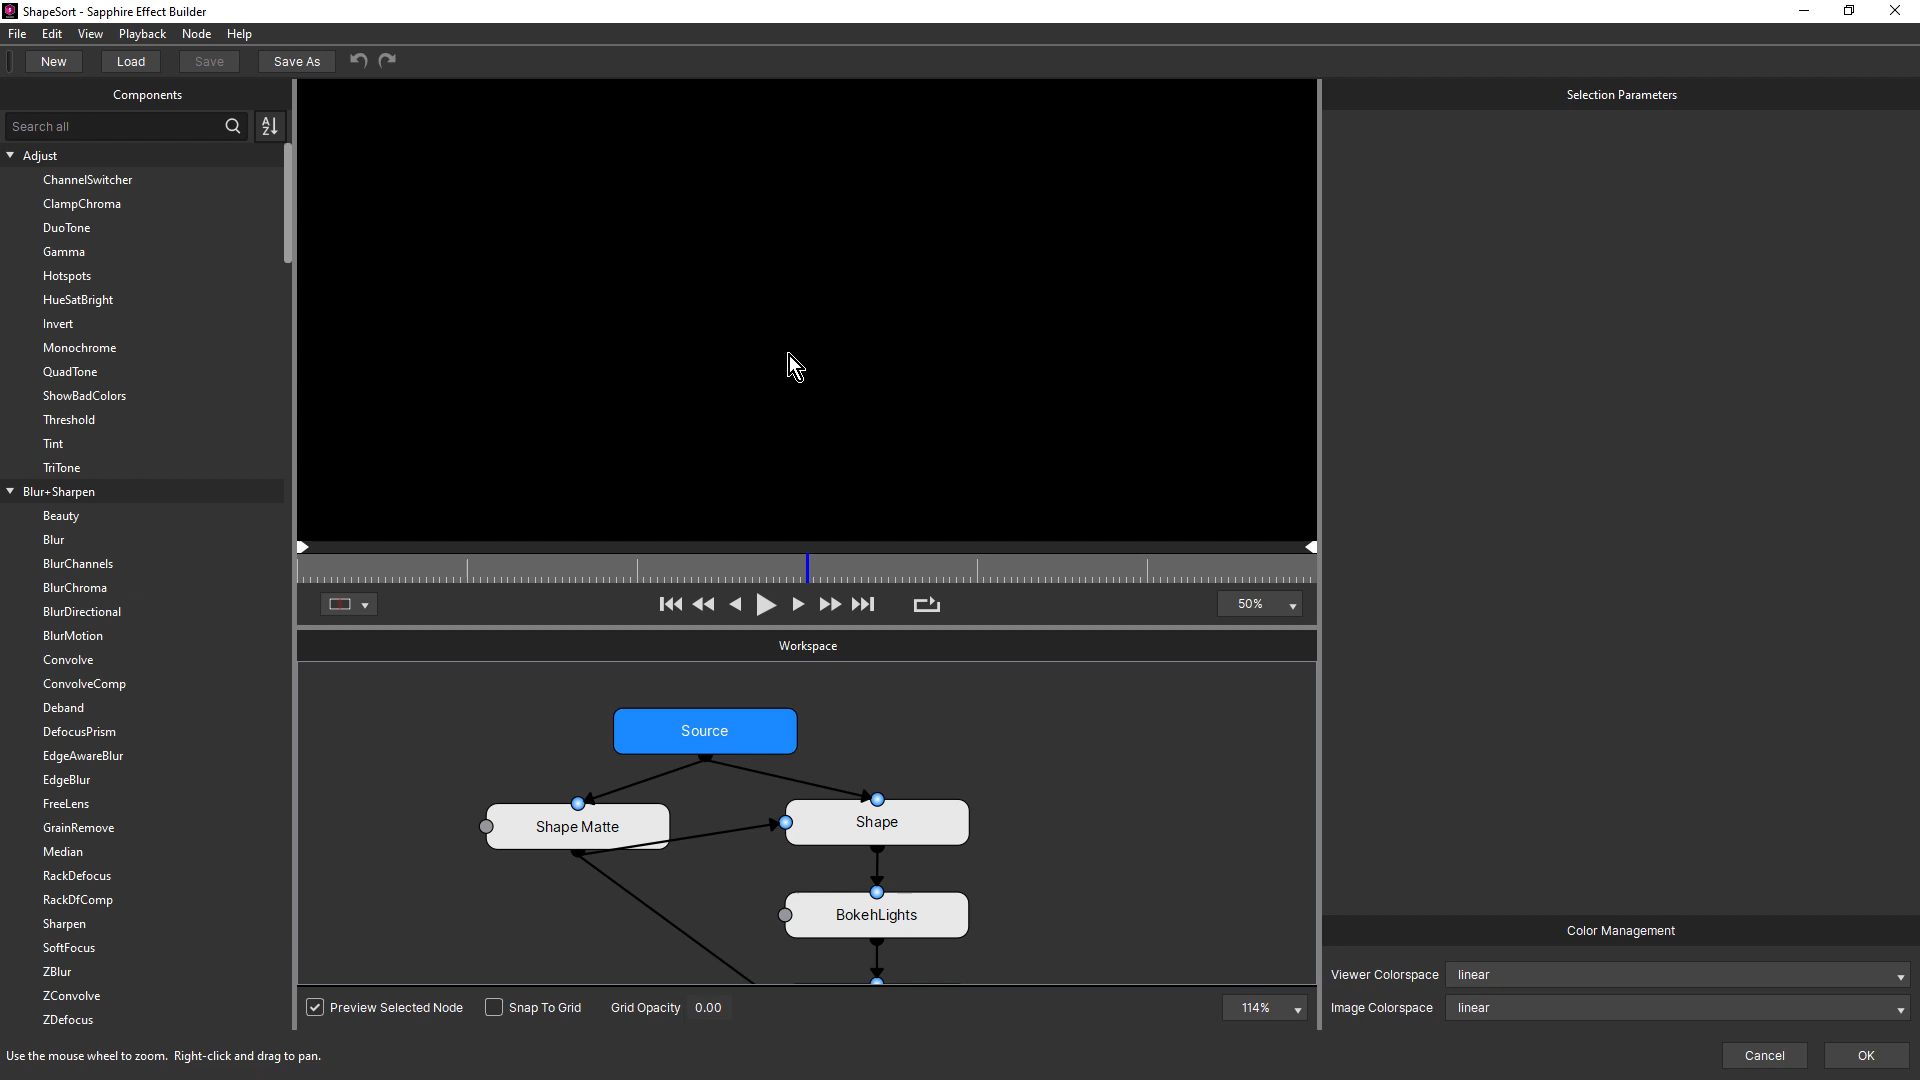 ShapeSort - Sapphire Effect Builder
File Edit View Playback Node Help
New Load Save Save As
Components
Search all
A Z
Adjust
ChannelSwitcher
ClampChroma
DuoTone
Gamma
Hotspots
HueSatBright
Invert
Monochrome
QuadTone
ShowBadColors
Threshold
Tint
TriTone
Blur+Sharpen
Beauty
Blur
BlurChannels
BlurChroma
BlurDirectional
BlurMotion
Convolve
ConvolveComp
Deband
DefocusPrism
EdgeAwareBlur
EdgeBlur
FreeLens
GrainRemove
Median
RackDefocus
RackDfComp
Sharpen
SoftFocus
ZBlur
ZConvolve
ZDefocus
50%
Workspace
Source
Shape Matte
Shape
BokehLights
Preview Selected Node Snap To Grid Grid Opacity 0.00 114%
Selection Parameters
Color Management
Viewer Colorspace linear
Image Colorspace linear
Use the mouse wheel to zoom. Right-click and drag to pan.
Cancel OK